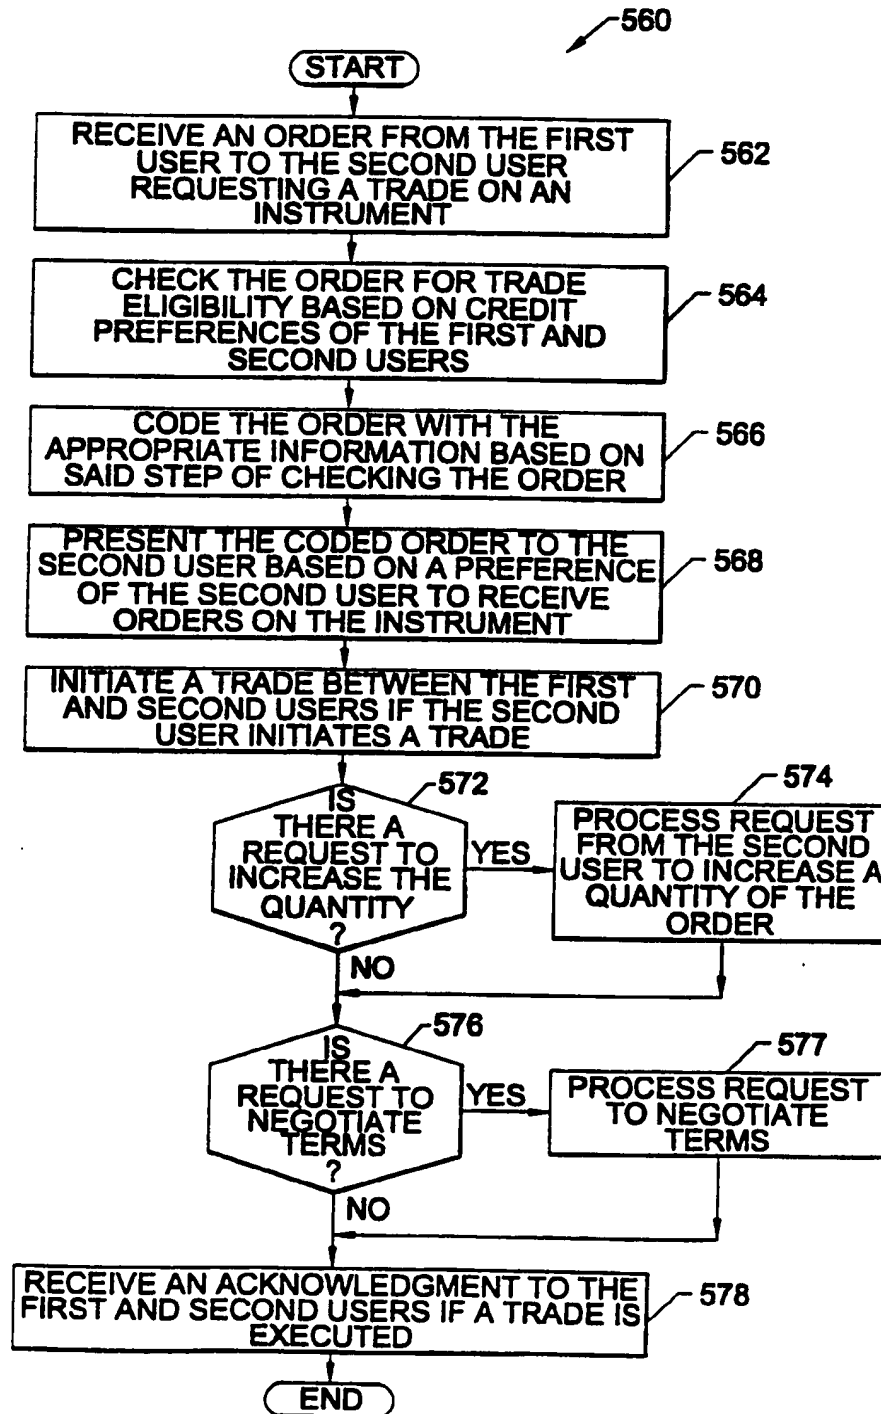 560
START
RECEIVE AN ORDER FROM THE FIRST
USER TO THE SECOND USER
REQUESTING A TRADE ON AN
INSTRUMENT
562
CHECK THE ORDER FOR TRADE
ELIGIBILITY BASED ON CREDIT
PREFERENCES OF THE FIRST AND
SECOND USERS
564
CODE THE ORDER WITH THE
APPROPRIATE INFORMATION BASED ON
SAID STEP OF CHECKING THE ORDER
566
PRESENT THE CODED ORDER TO THE
SECOND USER BASED ON A PREFERENCE
OF THE SECOND USER TO RECEIVE
ORDERS ON THE INSTRUMENT
568
INITIATE A TRADE BETWEEN THE FIRST
AND SECOND USERS IF THE SECOND
USER INITIATES A TRADE
570
IS
THERE A
REQUEST TO
INCREASE THE
QUANTITY
?
572
YES
PROCESS REQUEST
FROM THE SECOND
USER TO INCREASE A
QUANTITY OF THE
ORDER
574
NO
IS
THERE A
REQUEST TO
NEGOTIATE
TERMS
?
576
YES
PROCESS REQUEST
TO NEGOTIATE
TERMS
577
NO
RECEIVE AN ACKNOWLEDGMENT TO THE
FIRST AND SECOND USERS IF A TRADE IS
EXECUTED
578
END